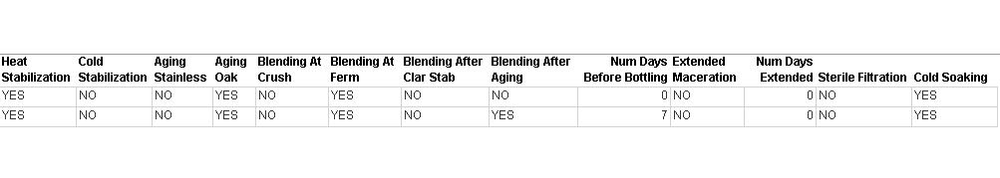 Heat Cold Aging Aging Blending At Blending At Blending After Blending After Num Days Extended Num Days
Stabilization Stabilization Stainless Oak Crush Ferm Clar Stab Aging Before Bottling Maceration Extended Sterile Filtration Cold Soaking
YES NO NO YES NO YES NO NO 0 NO 0 NO YES
YES NO NO YES NO YES NO YES 7 NO 0 NO YES